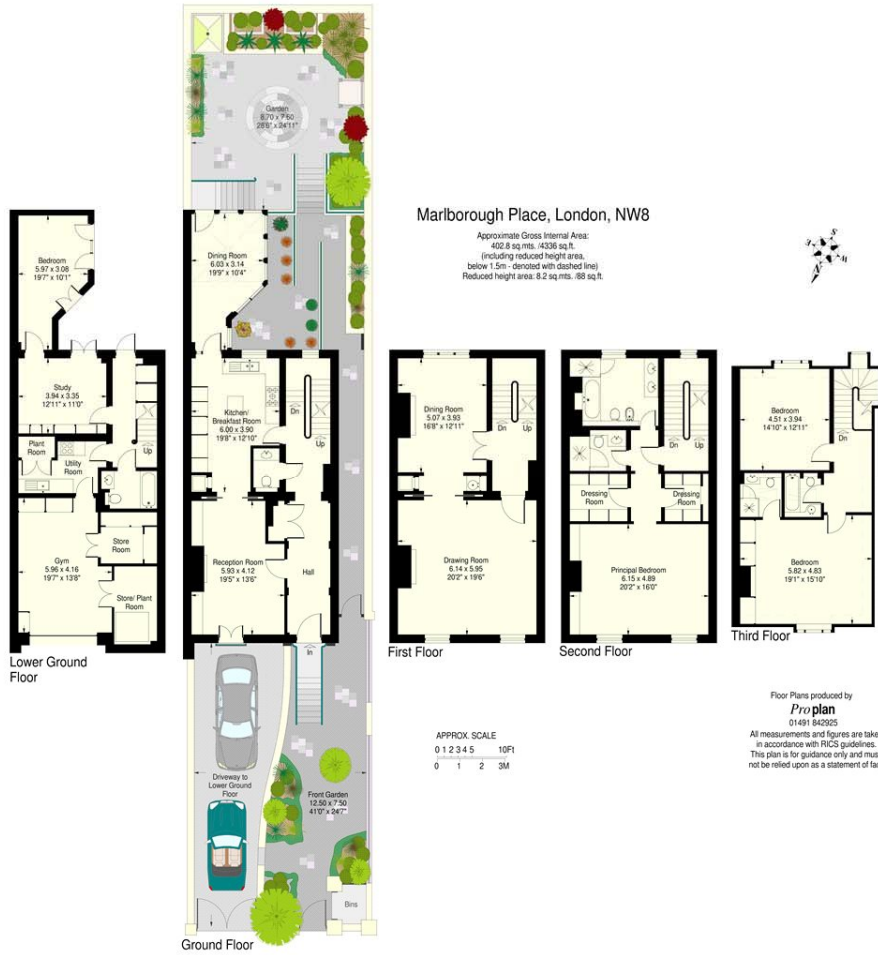 Garden
8.70 x 7.60
28'6" x 24'11"
Marlborough Place, London, NW8
Approximate Gross Internal Area:
402.8 sq.mts. /4336 sq.ft.
(including reduced height area,
below 1.5m - denoted with dashed line)
Reduced height area: 8.2 sq.mts. /88 sq.ft.
S
W
N
Bedroom
5.97 x 3.08
19'7" x 10'1"
Study
3.94 x 3.35
12'11" x 11'0"
Plant
Room
Utility
Room
Up
Gym
5.96 x 4.16
19'7" x 13'8"
Store
Room
Store/ Plant
Room
Lower Ground
Floor
Dining Room
6.03 x 3.14
19'9" x 10'4"
Kitchen/
Breakfast Room
6.00 x 3.90
19'8" x 12'10"
Dn
Up
Reception Room
5.93 x 4.12
19'5" x 13'6"
Hall
In
Driveway to
Lower Ground
Floor
Front Garden
12.50 x 7.50
41'0" x 24'7"
Bins
Ground Floor
Dining Room
5.07 x 3.93
16'8" x 12'11"
Dn
Up
Drawing Room
6.14 x 5.95
20'2" x 19'6"
First Floor
Dn
Up
Dressing
Room
Dressing
Room
Principal Bedroom
6.15 x 4.89
20'2" x 16'0"
Second Floor
Bedroom
4.51 x 3.94
14'10" x 12'11"
Dn
Bedroom
5.82 x 4.83
19'1" x 15'10"
Third Floor
APPROX. SCALE
0 1 2 3 4 5 10Ft
0 1 2 3M
Floor Plans produced by
Proplan
01491 842925
All measurements and figures are take
in accordance with RICS guidelines.
This plan is for guidance only and mus
not be relied upon as a statement of fa